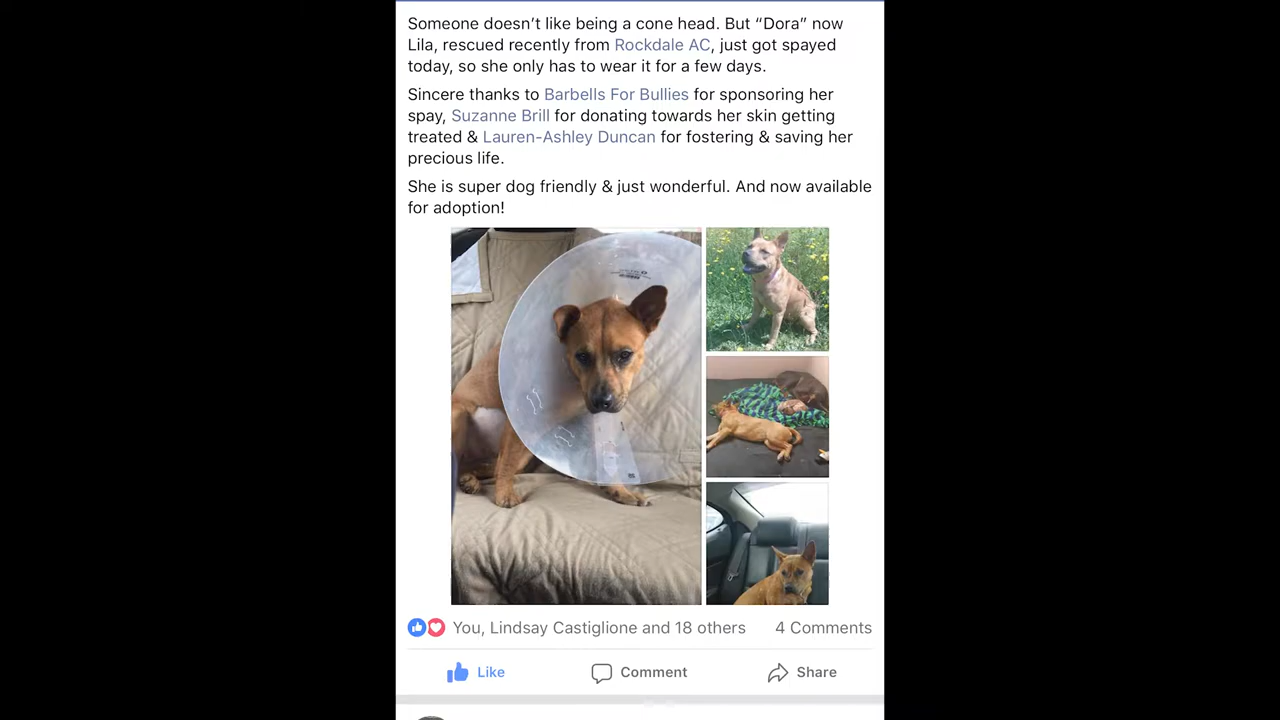 Someone doesn’t like being a cone head. But “Dora” now
Lila, rescued recently from Rockdale AC, just got spayed
today, so she only has to wear it for a few days.
Sincere thanks to Barbells For Bullies for sponsoring her
spay, Suzanne Brill for donating towards her skin getting
treated & Lauren-Ashley Duncan for fostering & saving her
precious life.
She is super dog friendly & just wonderful. And now available
for adoption!
You, Lindsay Castiglione and 18 others 4 Comments
Like Comment Share